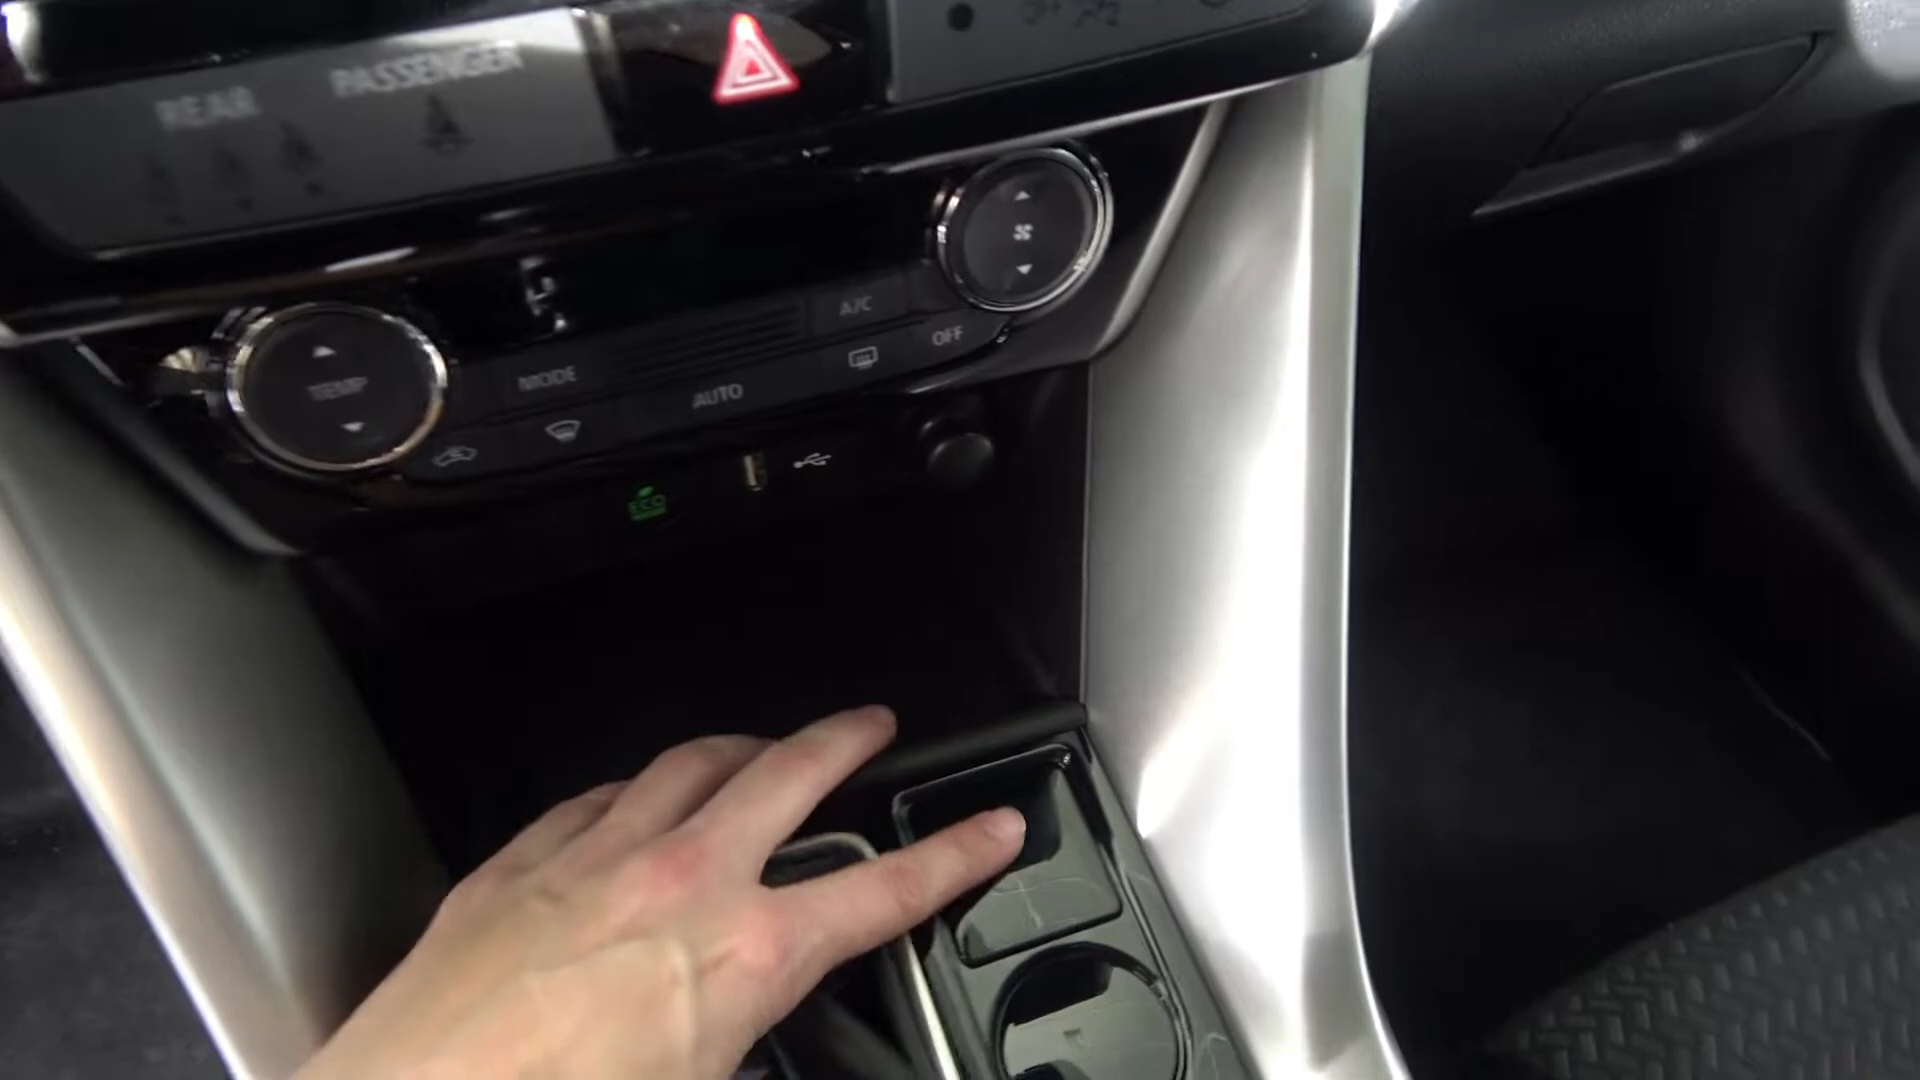 REAR
PASSENGER
TEMP
MODE
A/C
AUTO
OFF
ECO